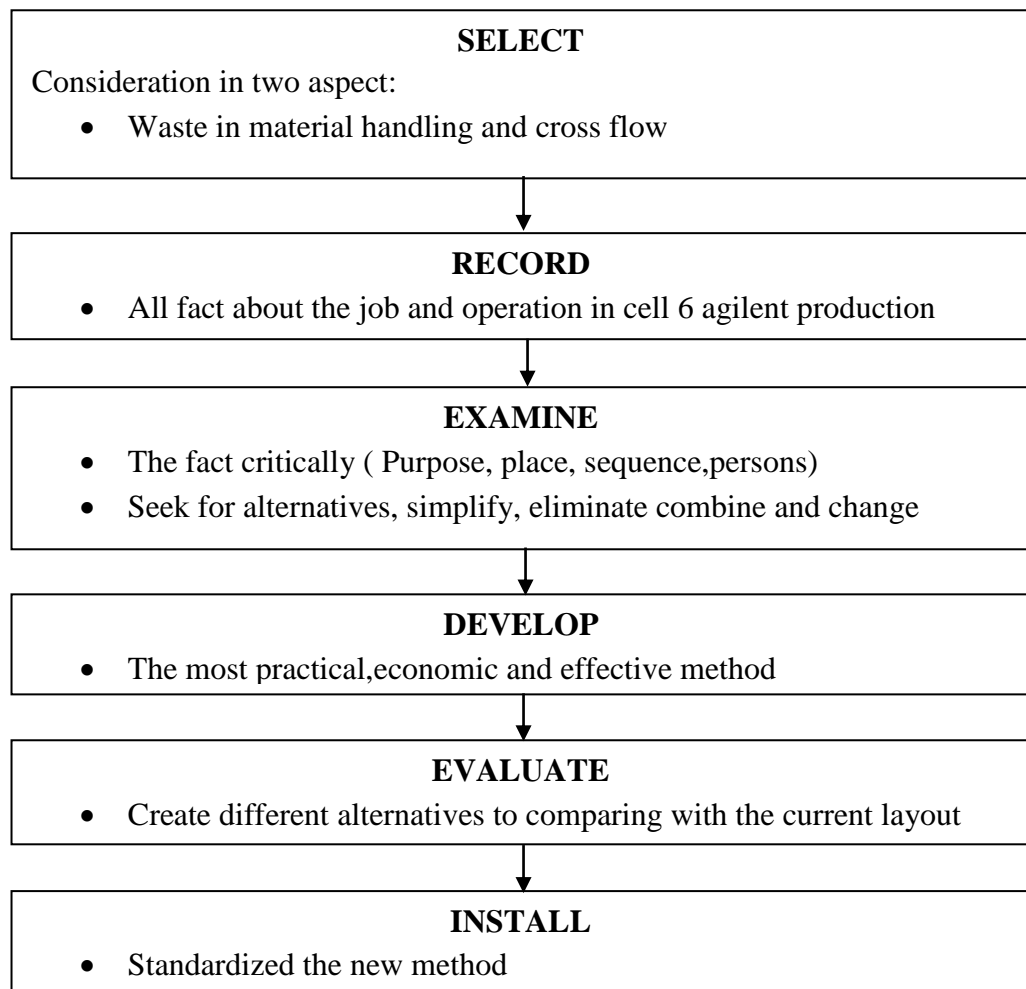 SELECT
Consideration in two aspect:
• Waste in material handling and cross flow
RECORD
• All fact about the job and operation in cell 6 agilent production
EXAMINE
• The fact critically ( Purpose, place, sequence,persons)
• Seek for alternatives, simplify, eliminate combine and change
DEVELOP
• The most practical,economic and effective method
EVALUATE
• Create different alternatives to comparing with the current layout
INSTALL
• Standardized the new method